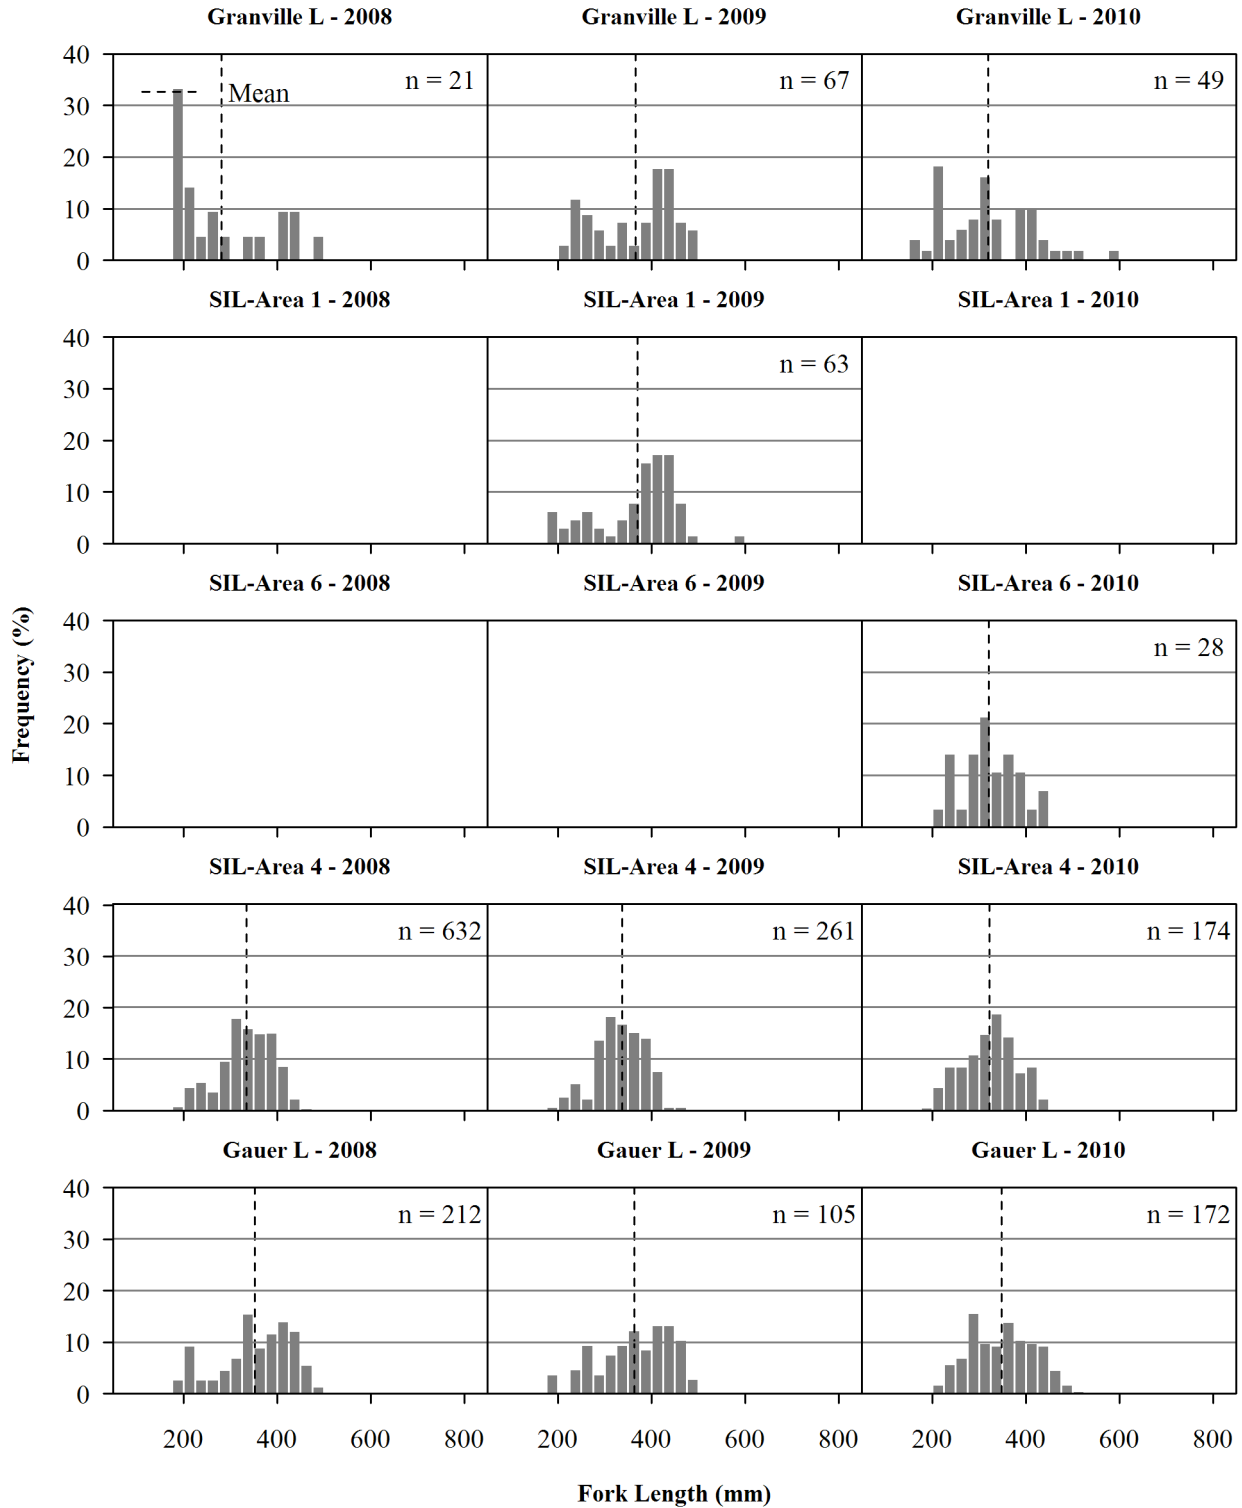 Granville L - 2008 Granville L - 2009 Granville L - 2010
40
n = 21 n = 67 n = 49
Mean
30
20
10
0
SIL-Area 1 - 2008 SIL-Area 1 - 2009 SIL-Area 1 - 2010
40
n = 63
30
20
10
0
SIL-Area 6 - 2008 SIL-Area 6 - 2009 SIL-Area 6 - 2010
40
n = 28
30
20
10
0
Frequency (%)
SIL-Area 4 - 2008 SIL-Area 4 - 2009 SIL-Area 4 - 2010
40
n = 632 n = 261 n = 174
30
20
10
0
Gauer L - 2008 Gauer L - 2009 Gauer L - 2010
40
n = 212 n = 105 n = 172
30
20
10
0
200 400 600 800 200 400 600 800 200 400 600 800
Fork Length (mm)